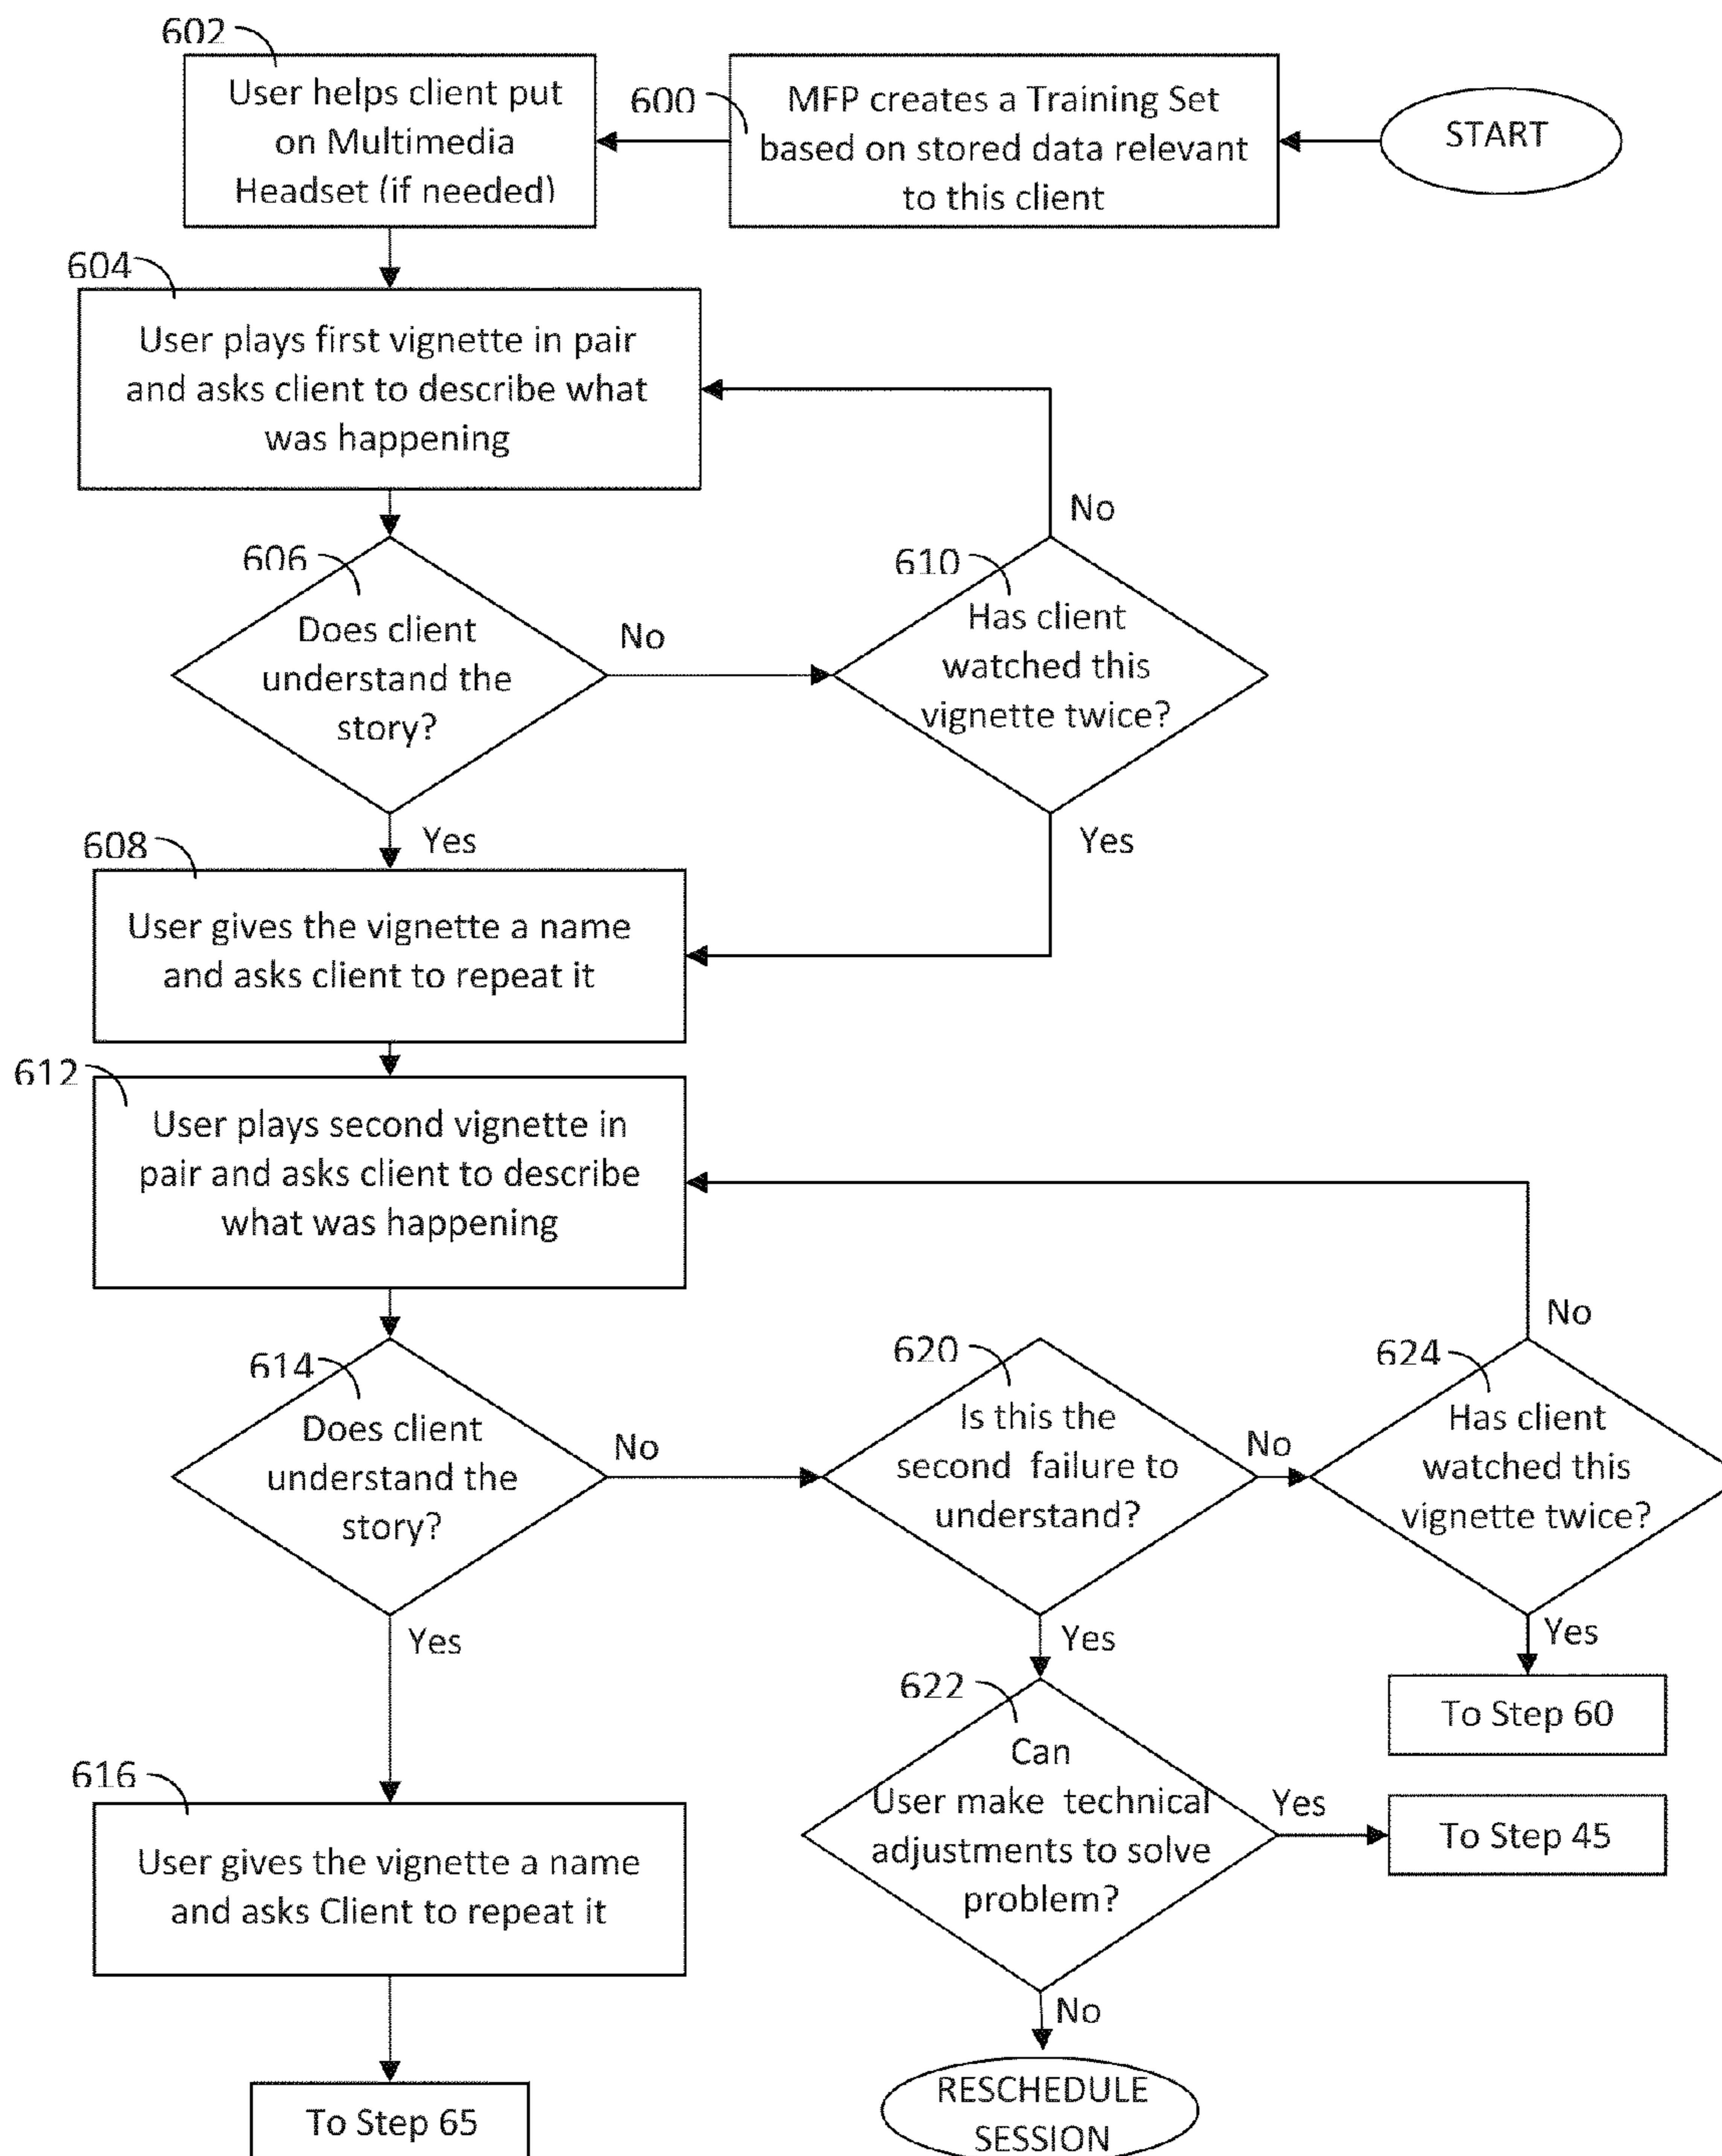 602
User helps client put
on Multimedia
Headset (if needed)
600
MFP creates a Training Set
based on stored data relevant
to this client
START
604
User plays first vignette in pair
and asks client to describe what
was happening
No
606
Does client
understand the
story?
No
610
Has client
watched this
vignette twice?
Yes
Yes
608
User gives the vignette a name
and asks client to repeat it
612
User plays second vignette in
pair and asks client to describe
what was happening
No
614
Does client
understand the
story?
No
620
Is this the
second failure to
understand?
No
624
Has client
watched this
vignette twice?
Yes
Yes
Yes
To Step 60
622
Can
User make technical
adjustments to solve
problem?
Yes
To Step 45
616
User gives the vignette a name
and asks Client to repeat it
No
To Step 65
RESCHEDULE
SESSION